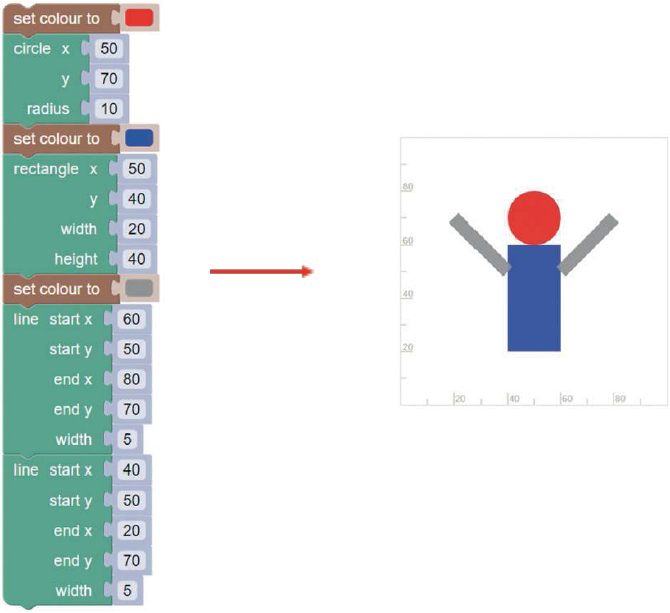 set colour to
circle x 50
y 70
radius 10
set colour to
rectangle x 50
y 40
width 20
height 40
set colour to
line start x 60
start y 50
end x 80
end y 70
width 5
line start x 40
start y 50
end x 20
end y 70
width 5
80
60
40
20
20 40 60 80